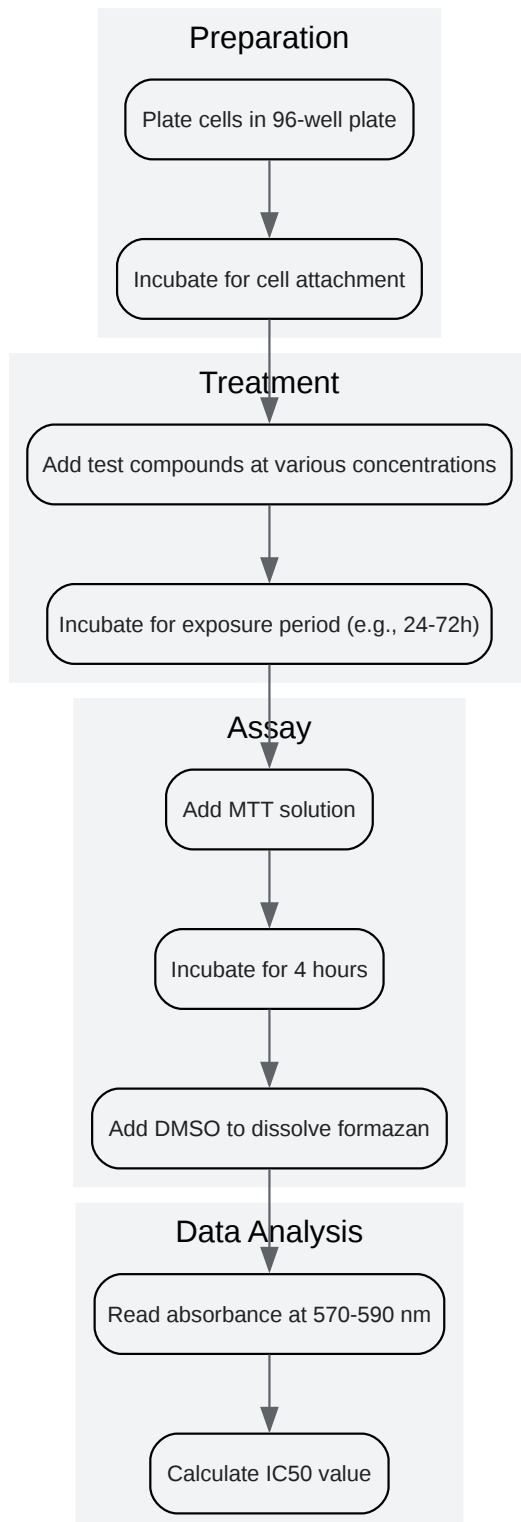 Preparation
Plate cells in 96-well plate
Incubate for cell attachment
Treatment
Add test compounds at various concentrations
Incubate for exposure period (e.g., 24-72h)
Assay
Add MTT solution
Incubate for 4 hours
Add DMSO to dissolve formazan
Data Analysis
Read absorbance at 570-590 nm
Calculate IC50 value